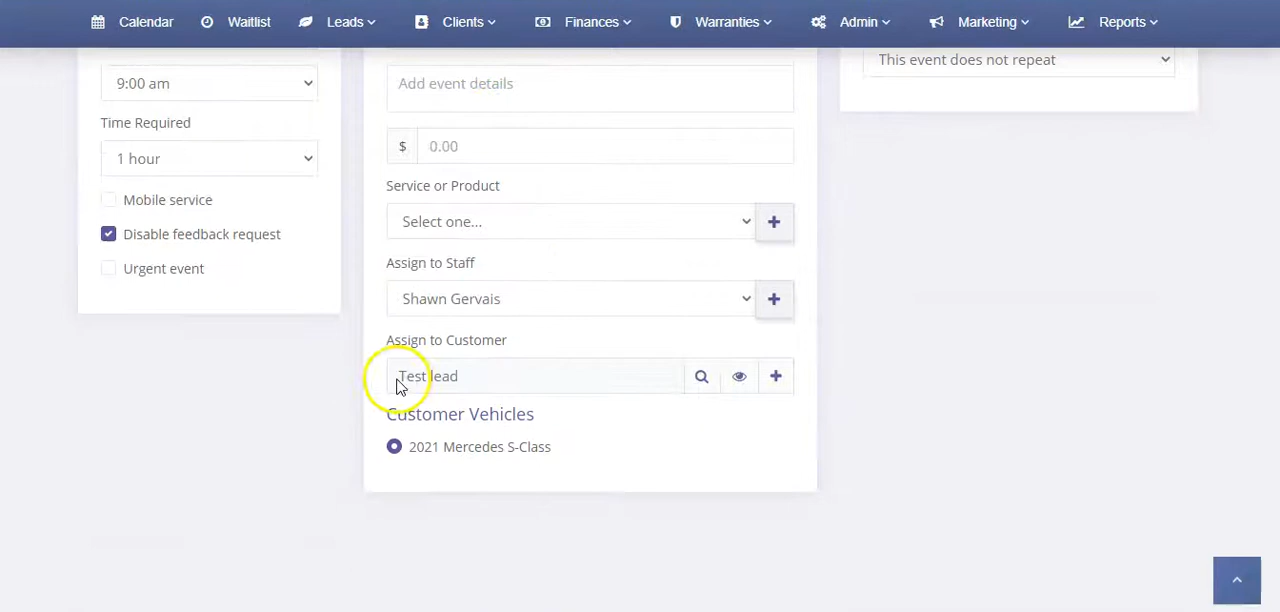 Calendar Waitlist Leads Clients Finances Warranties Admin Marketing Reports
9:00 am
Time Required
1 hour
Mobile service
Disable feedback request
Urgent event
Add event details
$ 0.00
Service or Product
Select one...
Assign to Staff
Shawn Gervais
Assign to Customer
Test lead
Customer Vehicles
2021 Mercedes S-Class
This event does not repeat